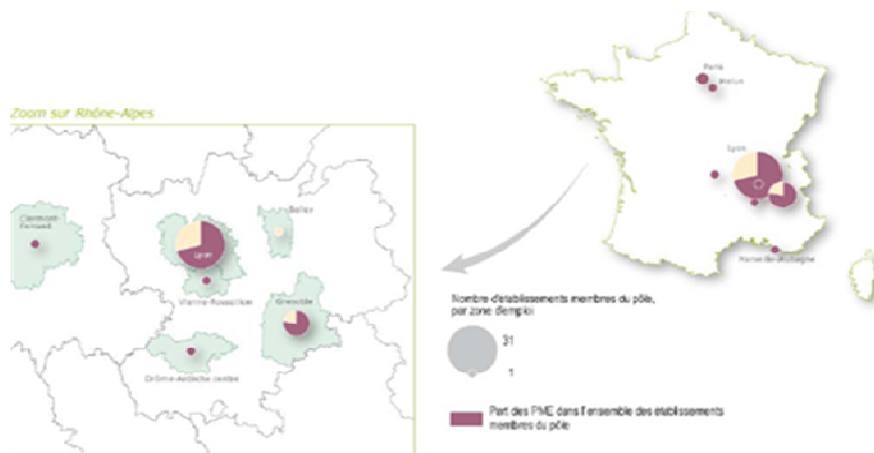 Zoom sur Rhône-Alpes
Clermont-
Ferrand
Lyon
Belley
Vienne-Roussillon
Grenoble
Drôme-Ardèche centre
Paris
Melun
Lyon
Nombre d'établissements membres du pôle,
par zone d'emploi
31
1
Part des PME dans l'ensemble des établissements
membres du pôle